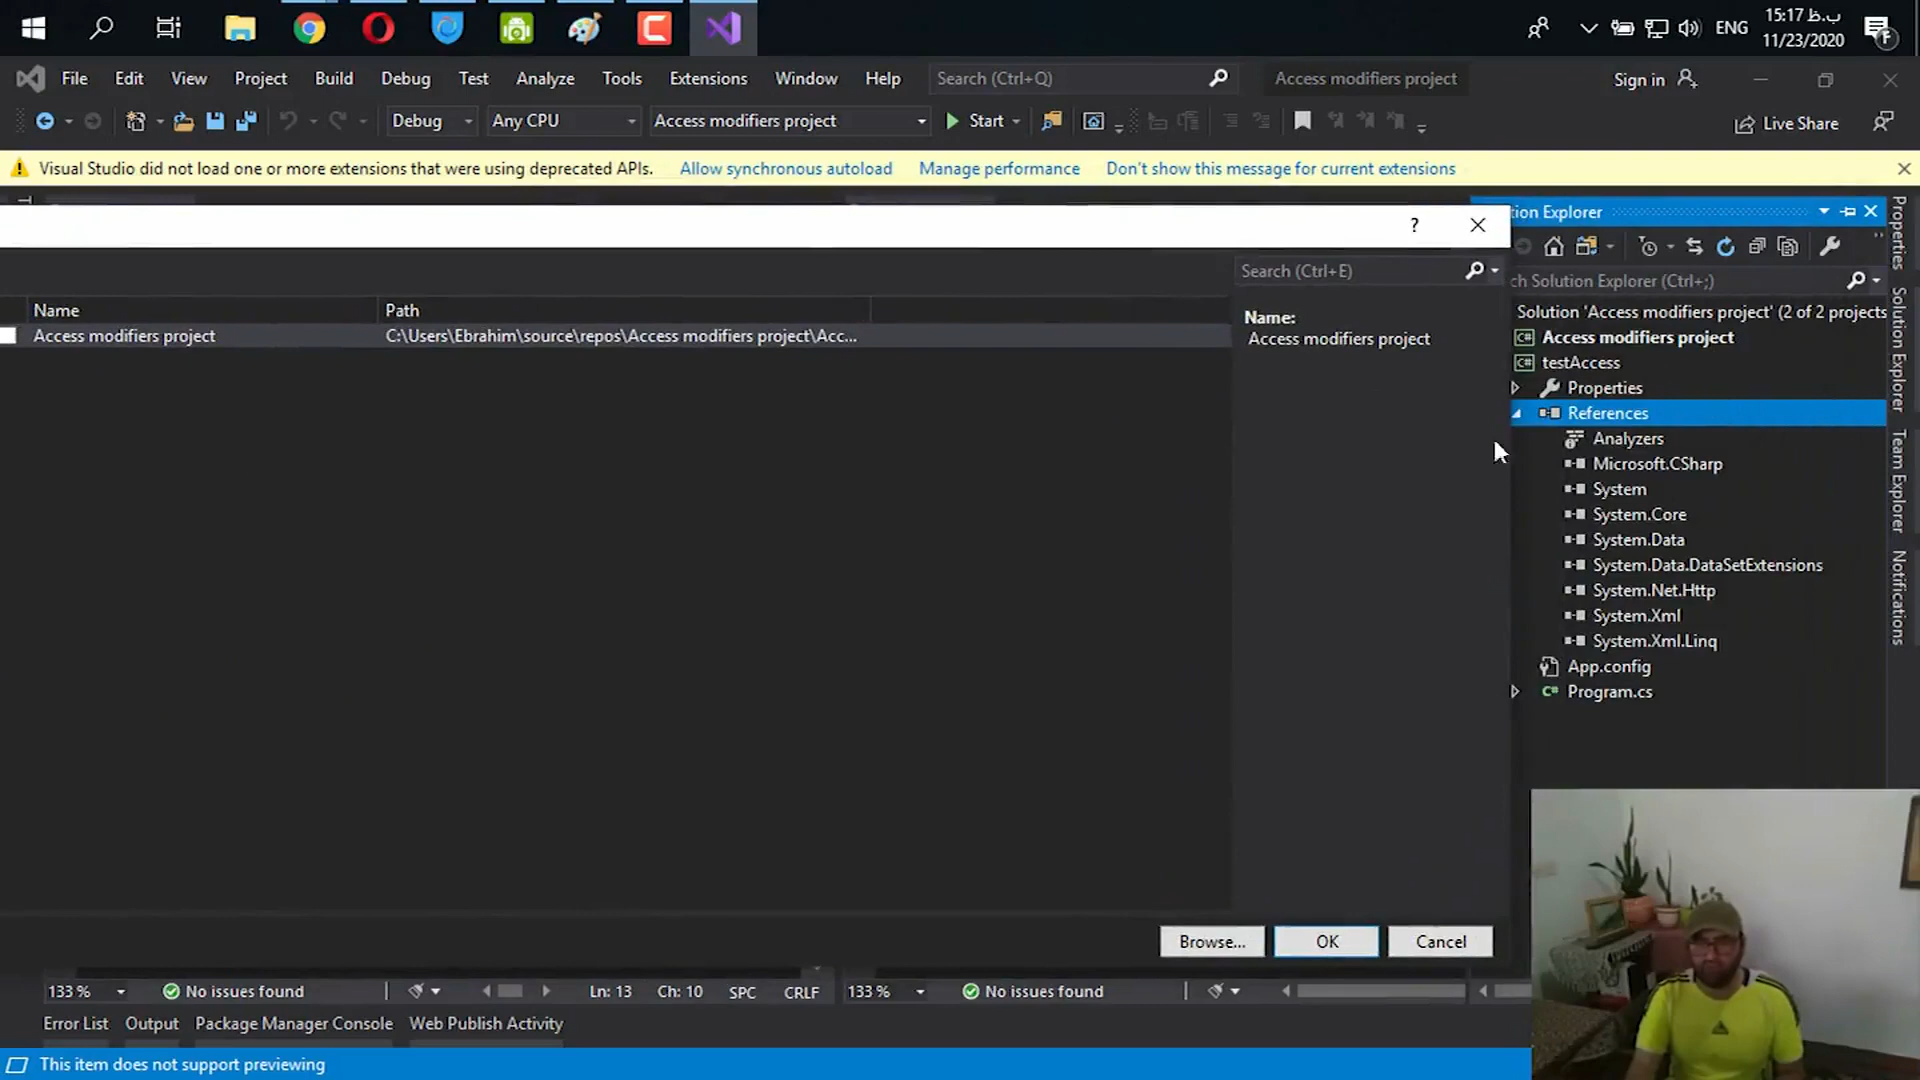 ENG
15:17 ب.ظ
11/23/2020
File Edit View Project Build Debug Test Analyze Tools Extensions Window Help Search (Ctrl+Q) Access modifiers project Sign in
Debug Any CPU Access modifiers project Start Live Share
Visual Studio did not load one or more extensions that were using deprecated APIs. Allow synchronous autoload Manage performance Don't show this message for current extensions
?
Search (Ctrl+E)
Name Path
Access modifiers project C:\Users\Ebrahim\source\repos\Access modifiers project\Acc...
Name:
Access modifiers project
Browse... OK Cancel
tion Explorer
ch Solution Explorer (Ctrl+;)
Solution 'Access modifiers project' (2 of 2 projects
C# Access modifiers project
C# testAccess
Properties
References
Analyzers
Microsoft.CSharp
System
System.Core
System.Data
System.Data.DataSetExtensions
System.Net.Http
System.Xml
System.Xml.Linq
App.config
C# Program.cs
Properties
Solution Explorer
Team Explorer
Notifications
133 % No issues found Ln: 13 Ch: 10 SPC CRLF 133 % No issues found
Error List Output Package Manager Console Web Publish Activity
This item does not support previewing